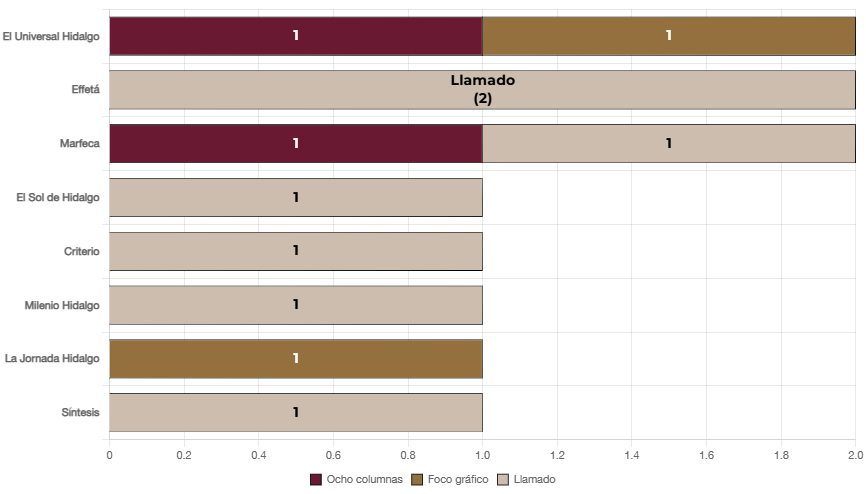 El Universal Hidalgo 1 1
Effetá Llamado
(2)
Marfeca 1 1
El Sol de Hidalgo 1
Criterio 1
Milenio Hidalgo 1
La Jornada Hidalgo 1
Síntesis 1
0 0.2 0.4 0.6 0.8 1.0 1.2 1.4 1.6 1.8 2.0
Ocho columnas Foco gráfico Llamado